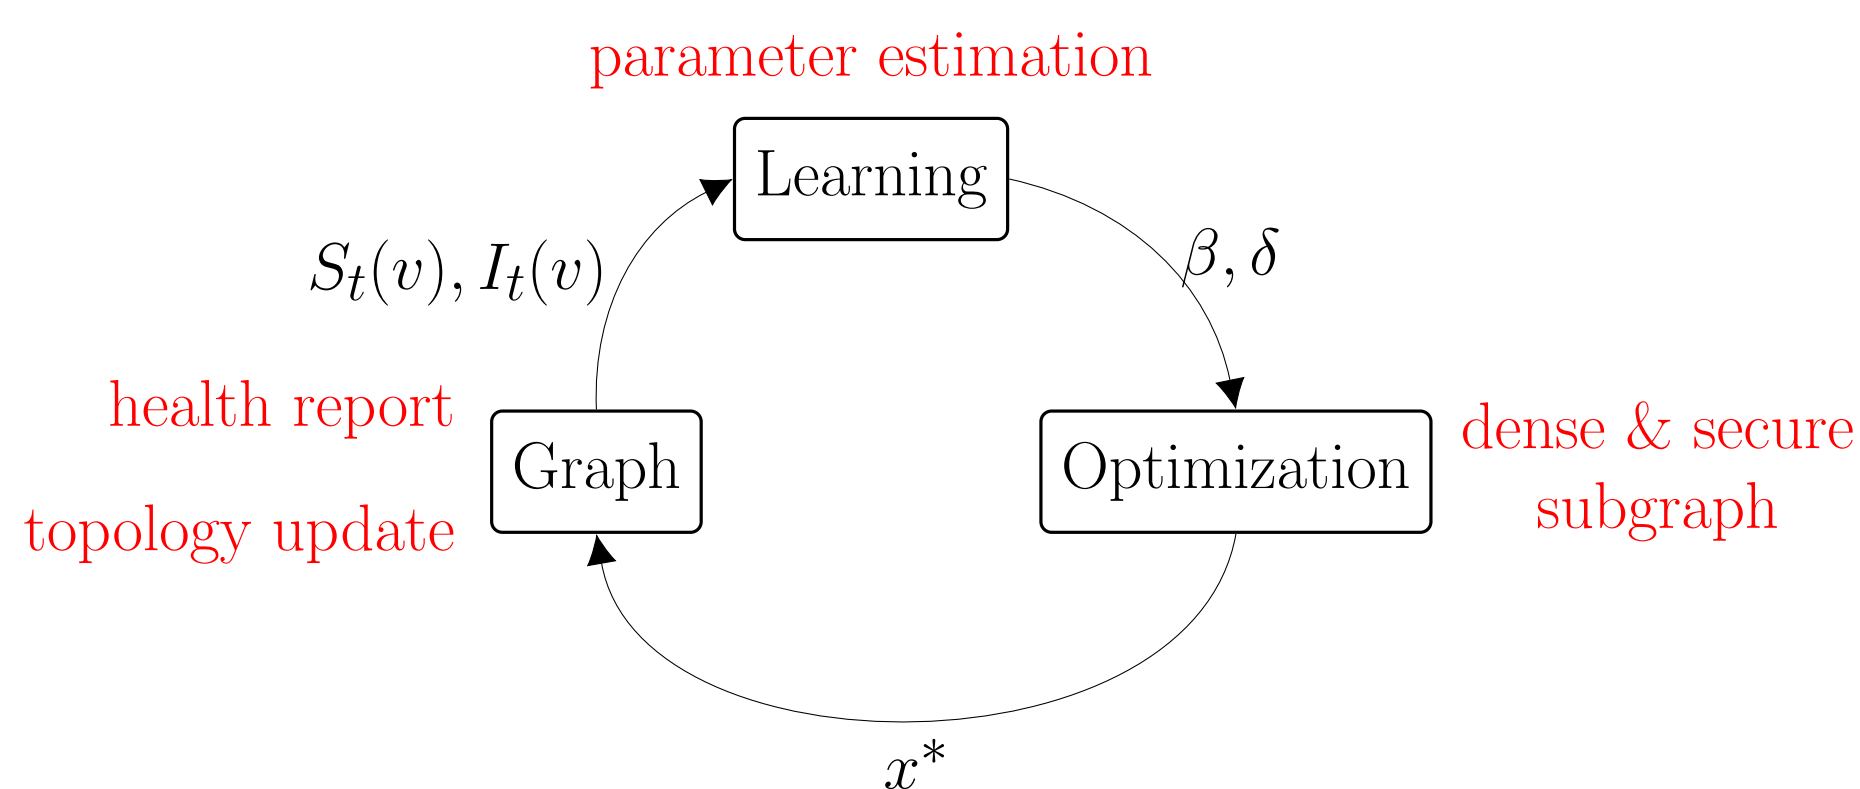 parameter estimation
Learning
S_t(v), I_t(v)
β, δ
health report
Graph
topology update
Optimization
dense & secure
subgraph
x*